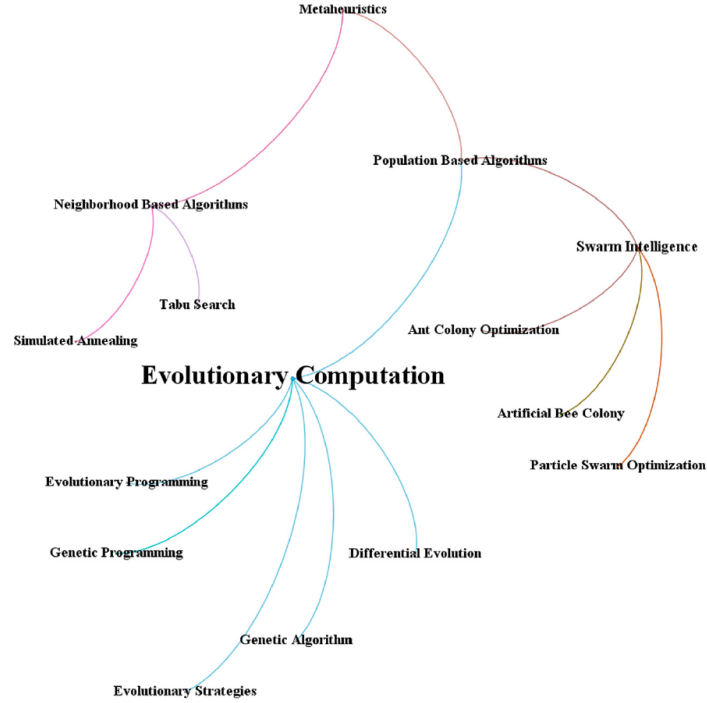 Metaheuristics
Population Based Algorithms
Neighborhood Based Algorithms
Swarm Intelligence
Tabu Search
Ant Colony Optimization
Simulated Annealing
Evolutionary Computation
Artificial Bee Colony
Particle Swarm Optimization
Evolutionary Programming
Genetic Programming
Differential Evolution
Genetic Algorithm
Evolutionary Strategies